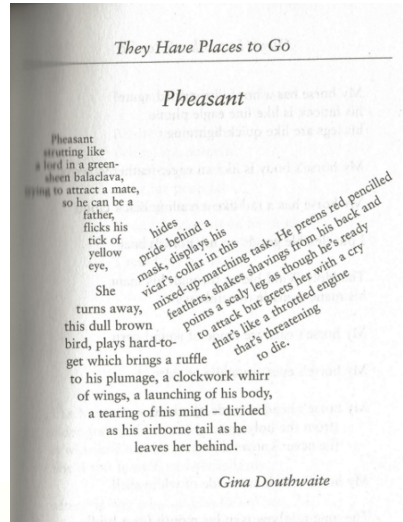 They Have Places to Go
Pheasant
Pheasant
strutting like
a lord in a green-
sheen balaclava,
trying to attract a mate,
so he can be a
father,
flicks his
tick of
yellow
eye,
hides
pride behind a
mask, displays his
vicar's collar in this
mixed-up-matching task. He preens red pencilled
feathers, shakes shavings from his back and
points a scaly leg as though he's ready
to attack but greets her with a cry
that's like a throttled engine
that's threatening
to die.
She
turns away,
this dull brown
bird, plays hard-to-
get which brings a ruffle
to his plumage, a clockwork whirr
of wings, a launching of his body,
a tearing of his mind – divided
as his airborne tail as he
leaves her behind.
Gina Douthwaite